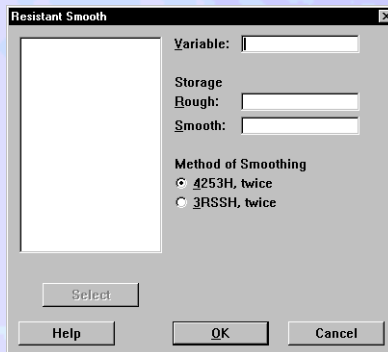 Resistant Smooth
Variable:
Storage
Rough:
Smooth:
Method of Smoothing
4253H, twice
3RSSH, twice
Select
Help
OK
Cancel